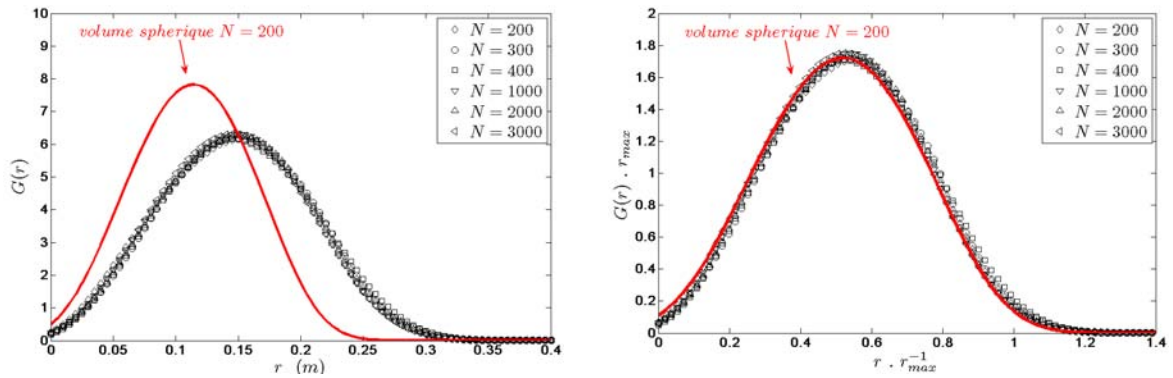 volume spherique N = 200
N = 200
N = 300
N = 400
N = 1000
N = 2000
N = 3000
G(r)
10
9
8
7
6
5
4
3
2
1
0
0 0.05 0.1 0.15 0.2 0.25 0.3 0.35 0.4
r (m)
volume spherique N = 200
N = 200
N = 300
N = 400
N = 1000
N = 2000
N = 3000
G(r) . r_max
2
1.8
1.6
1.4
1.2
1
0.8
0.6
0.4
0.2
0
0 0.2 0.4 0.6 0.8 1 1.2 1.4
r . r_max^-1